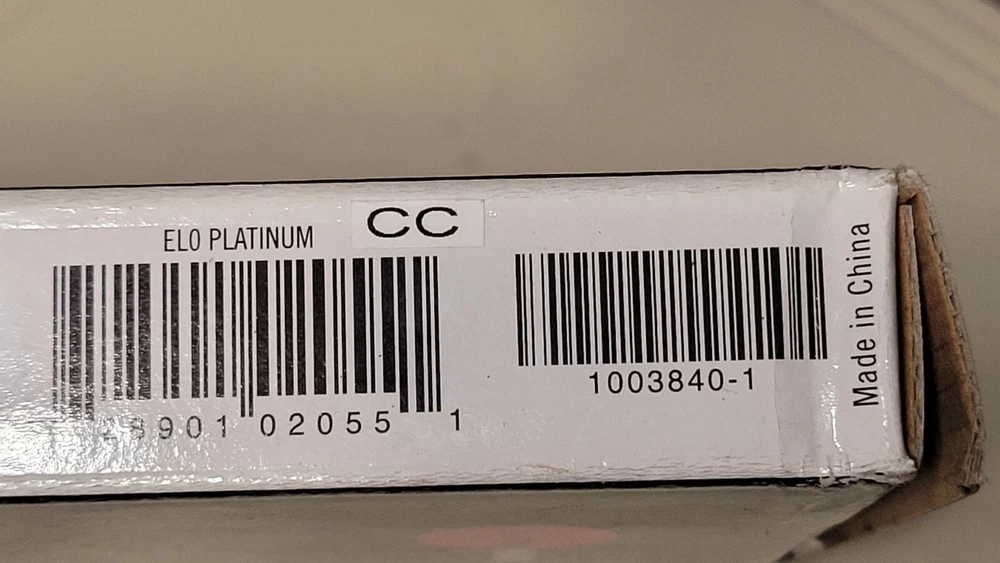 CC
ELO PLATINUM
28901 02055 1
1003840-1
Made in China